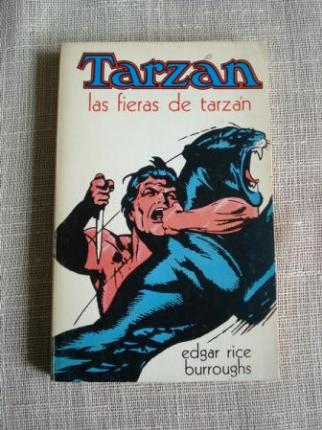 Tarzán
las fieras de tarzán
edgar rice
burroughs